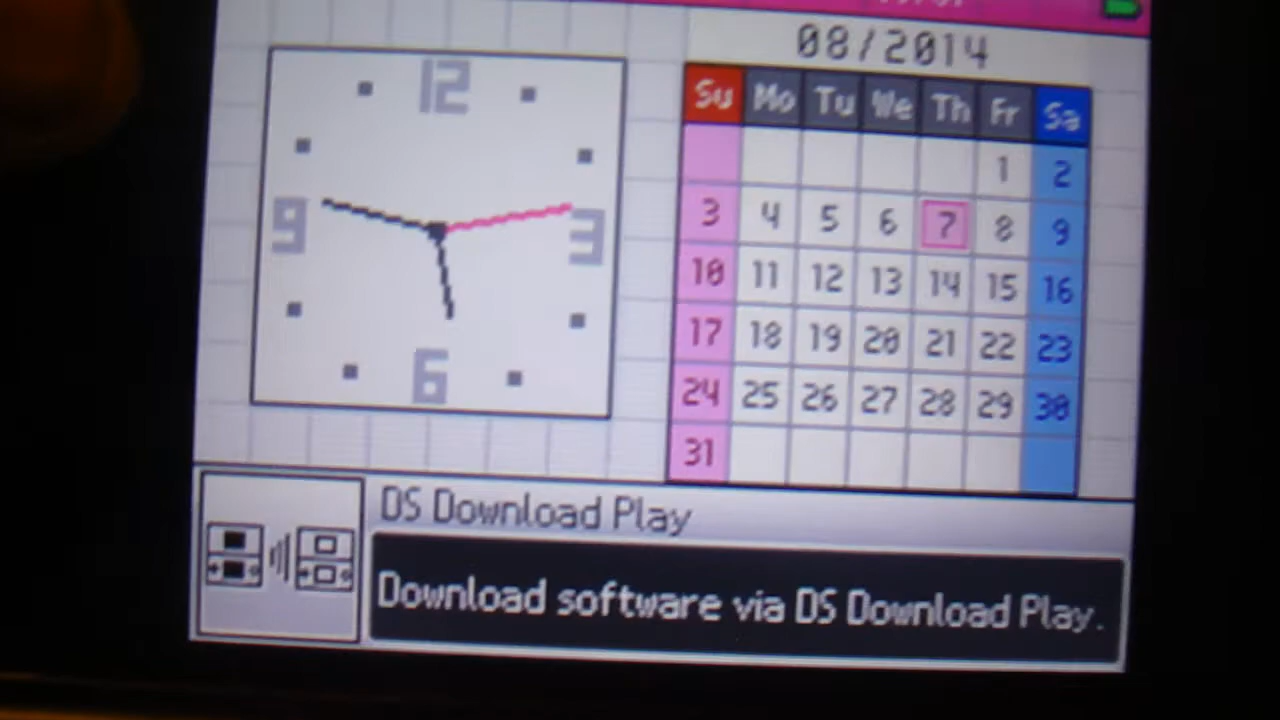 08/2014
12
9
3
6
Su Mo Tu We Th Fr Sa
1 2
3 4 5 6 7 8 9
10 11 12 13 14 15 16
17 18 19 20 21 22 23
24 25 26 27 28 29 30
31
DS Download Play
Download software via DS Download Play.